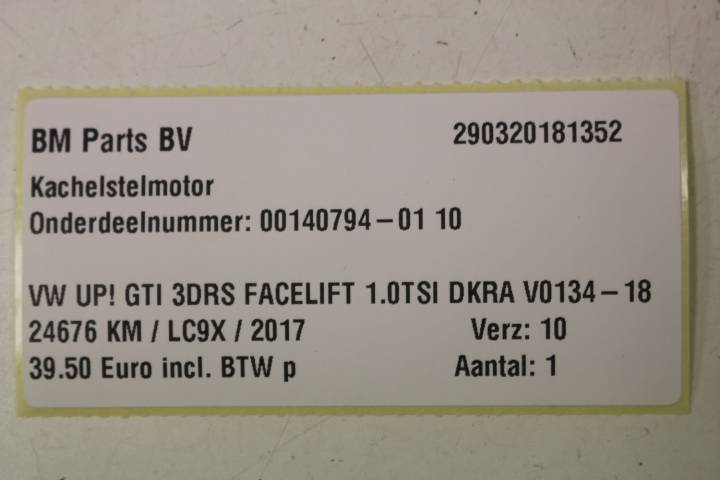 BM Parts BV 290320181352
Kachelstelmotor
Onderdeelnummer: 00140794-01 10
VW UP! GTI 3DRS FACELIFT 1.0TSI DKRA V0134-18
24676 KM / LC9X / 2017 Verz: 10
39.50 Euro incl. BTW p Aantal: 1